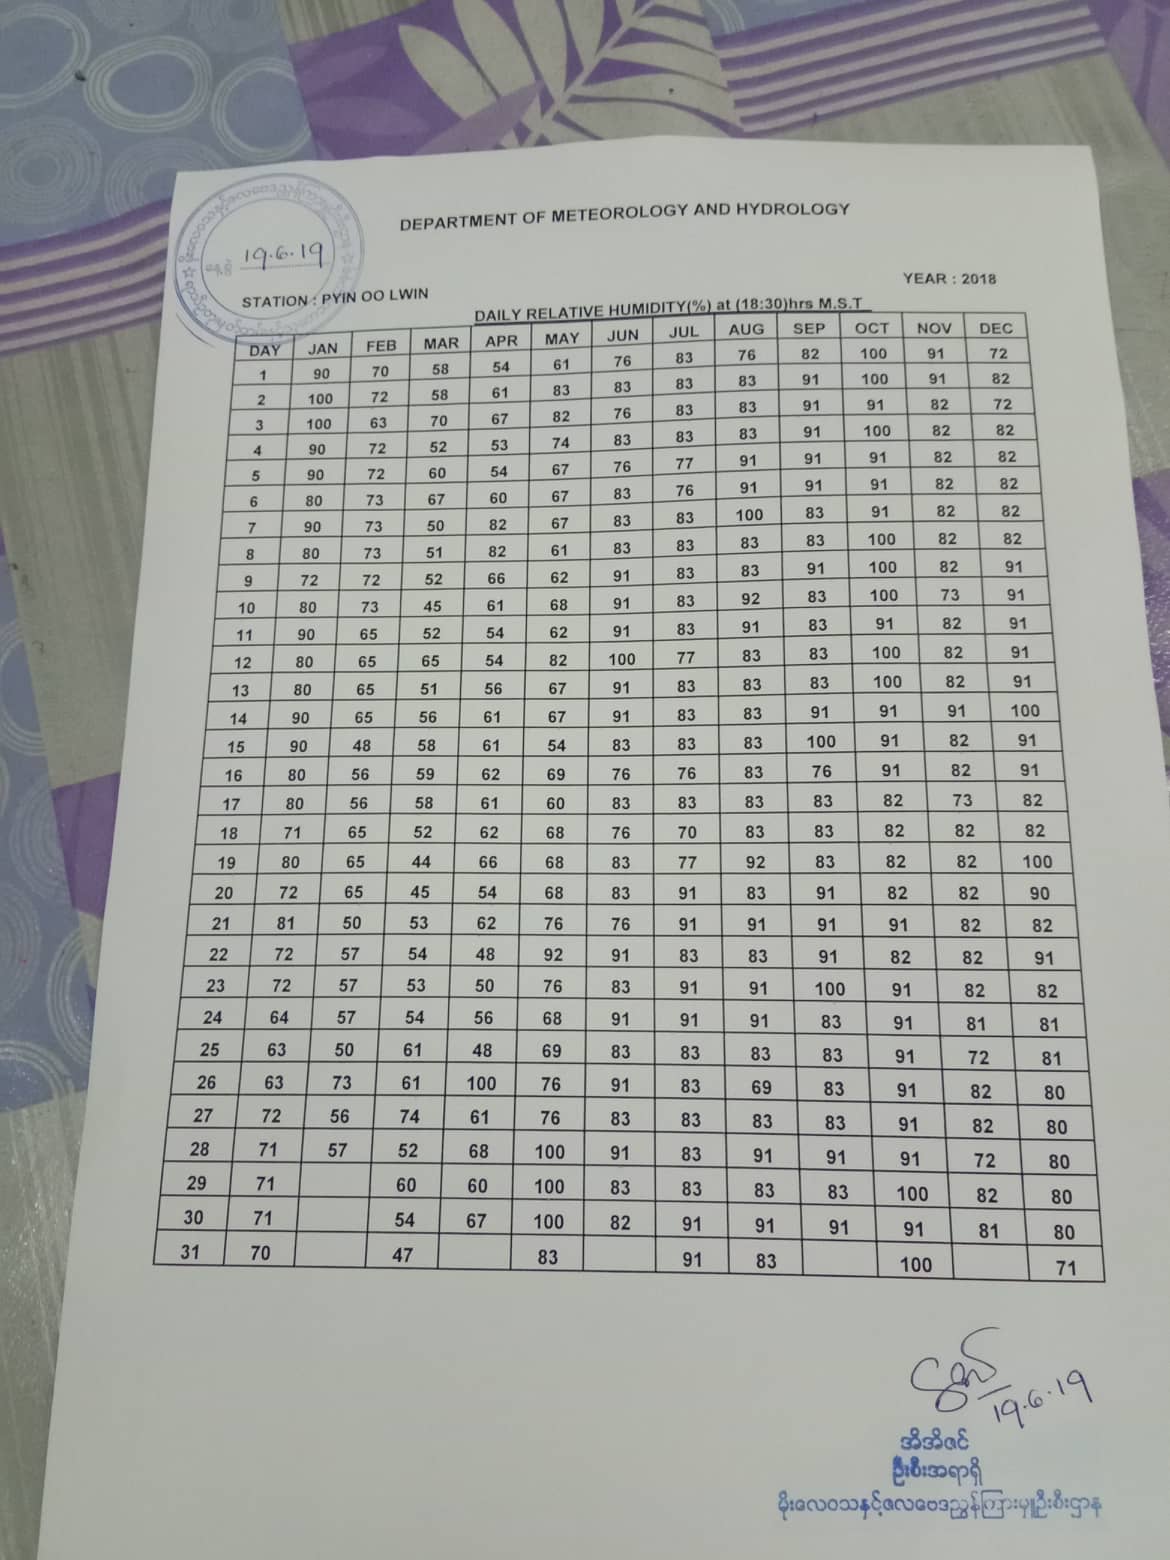 19.6.19
DEPARTMENT OF METEOROLOGY AND HYDROLOGY
STATION : PYIN OO LWIN
YEAR : 2018
DAILY RELATIVE HUMIDITY(%) at (18:30)hrs M.S.T
DAY JAN FEB MAR APR MAY JUN JUL AUG SEP OCT NOV DEC
1 90 70 58 54 61 76 83 76 82 100 91 72
2 100 72 58 61 83 83 83 83 91 100 91 82
3 100 63 70 67 82 76 83 83 91 91 82 72
4 90 72 52 53 74 83 83 83 91 100 82 82
5 90 72 60 54 67 76 77 91 91 91 82 82
6 80 73 67 60 67 83 76 91 91 91 82 82
7 90 73 50 82 67 83 83 100 83 91 82 82
8 80 73 51 82 61 83 83 83 83 100 82 82
9 72 72 52 66 62 91 83 83 91 100 82 91
10 80 73 45 61 68 91 83 92 83 100 73 91
11 90 65 52 54 62 91 83 91 83 91 82 91
12 80 65 65 54 82 100 77 83 83 100 82 91
13 80 65 51 56 67 91 83 83 83 100 82 91
14 90 65 56 61 67 91 83 83 91 91 91 100
15 90 48 58 61 54 83 83 83 100 91 82 91
16 80 56 59 62 69 76 76 83 76 91 82 91
17 80 56 58 61 60 83 83 83 83 82 73 82
18 71 65 52 62 68 76 70 83 83 82 82 82
19 80 65 44 66 68 83 77 92 83 82 82 100
20 72 65 45 54 68 83 91 83 91 82 82 90
21 81 50 53 62 76 76 91 91 91 91 82 82
22 72 57 54 48 92 91 83 83 91 82 82 91
23 72 57 53 50 76 83 91 91 100 91 82 82
24 64 57 54 56 68 91 91 91 83 91 81 81
25 63 50 61 48 69 83 83 83 83 91 72 81
26 63 73 61 100 76 91 83 69 83 91 82 80
27 72 56 74 61 76 83 83 83 83 91 82 80
28 71 57 52 68 100 91 83 91 91 91 72 80
29 71 60 60 100 83 83 83 83 100 82 80
30 71 54 67 100 82 91 91 91 91 81 80
31 70 47 83 91 83 100 71
19.6.19
အိအိဇင်
ဦးစီးအရာရှိ
မိုးလေဝသနှင့်ဇလဗေဒညွှန်ကြားမှုဦးစီးဌာန